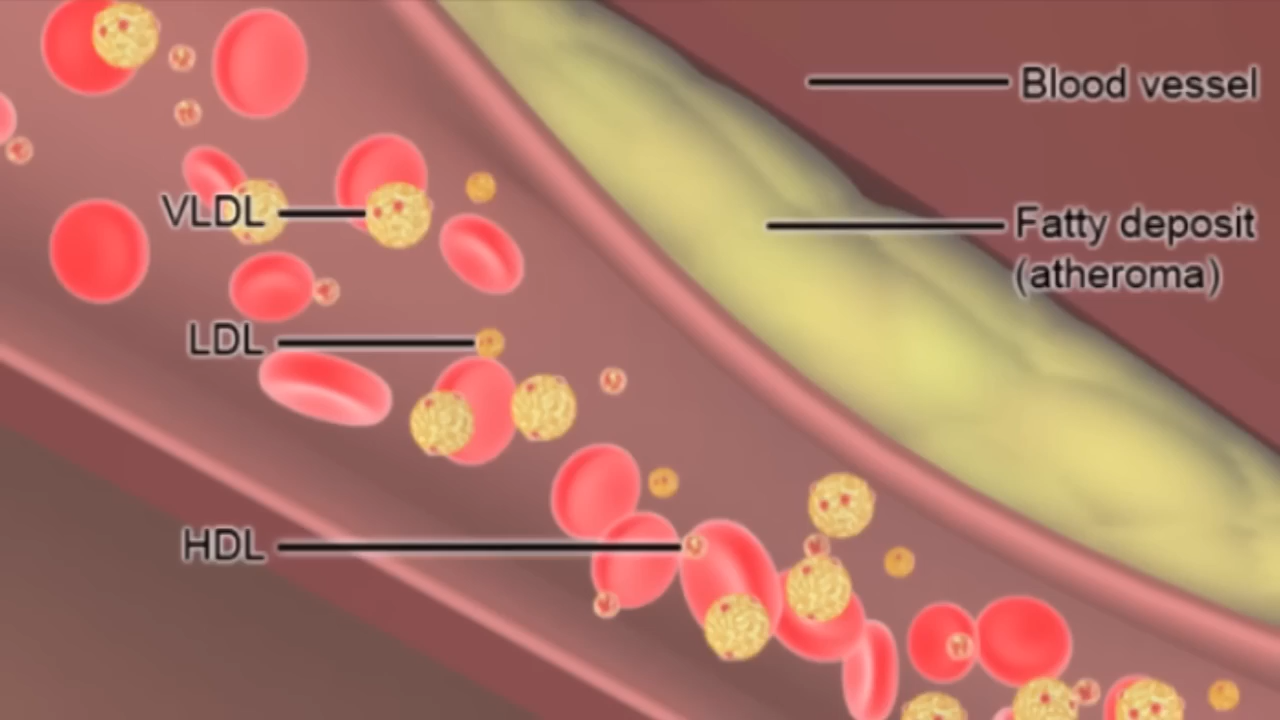 Blood vessel
VLDL
Fatty deposit
(atheroma)
LDL
HDL